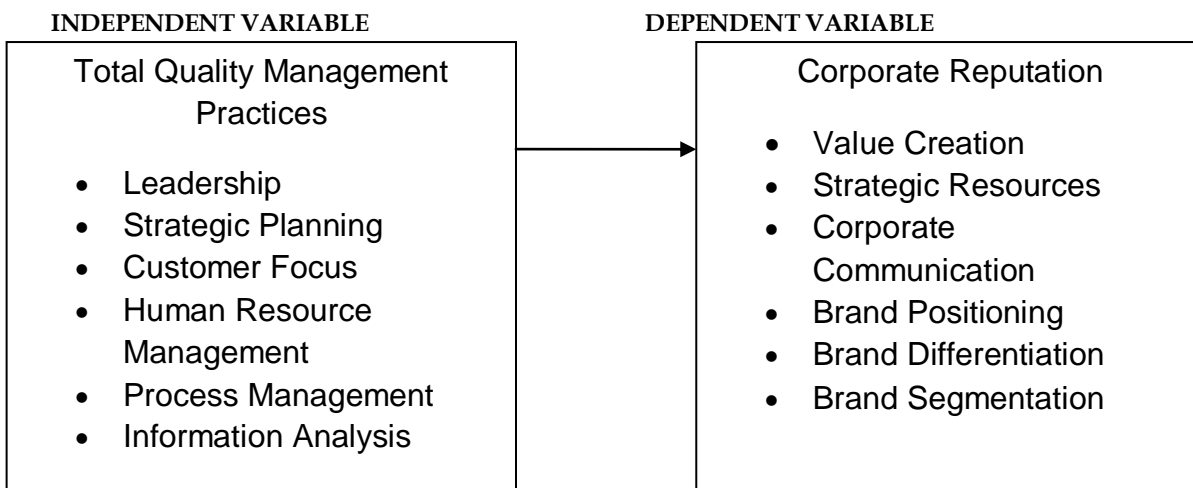 INDEPENDENT VARIABLE
Total Quality Management
Practices
• Leadership
• Strategic Planning
• Customer Focus
• Human Resource
Management
• Process Management
• Information Analysis
DEPENDENT VARIABLE
Corporate Reputation
• Value Creation
• Strategic Resources
• Corporate
Communication
• Brand Positioning
• Brand Differentiation
• Brand Segmentation